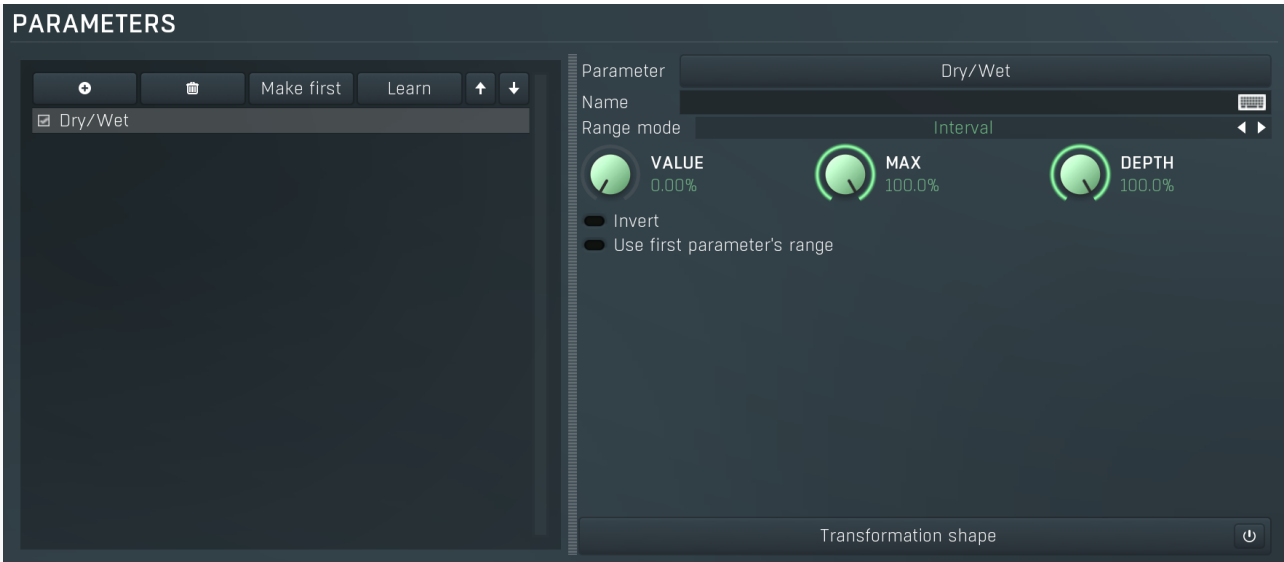 PARAMETERS
Make first Learn
Dry/Wet
Parameter Dry/Wet
Name
Range mode Interval
VALUE
0.00%
MAX
100.0%
DEPTH
100.0%
Invert
Use first parameter's range
Transformation shape